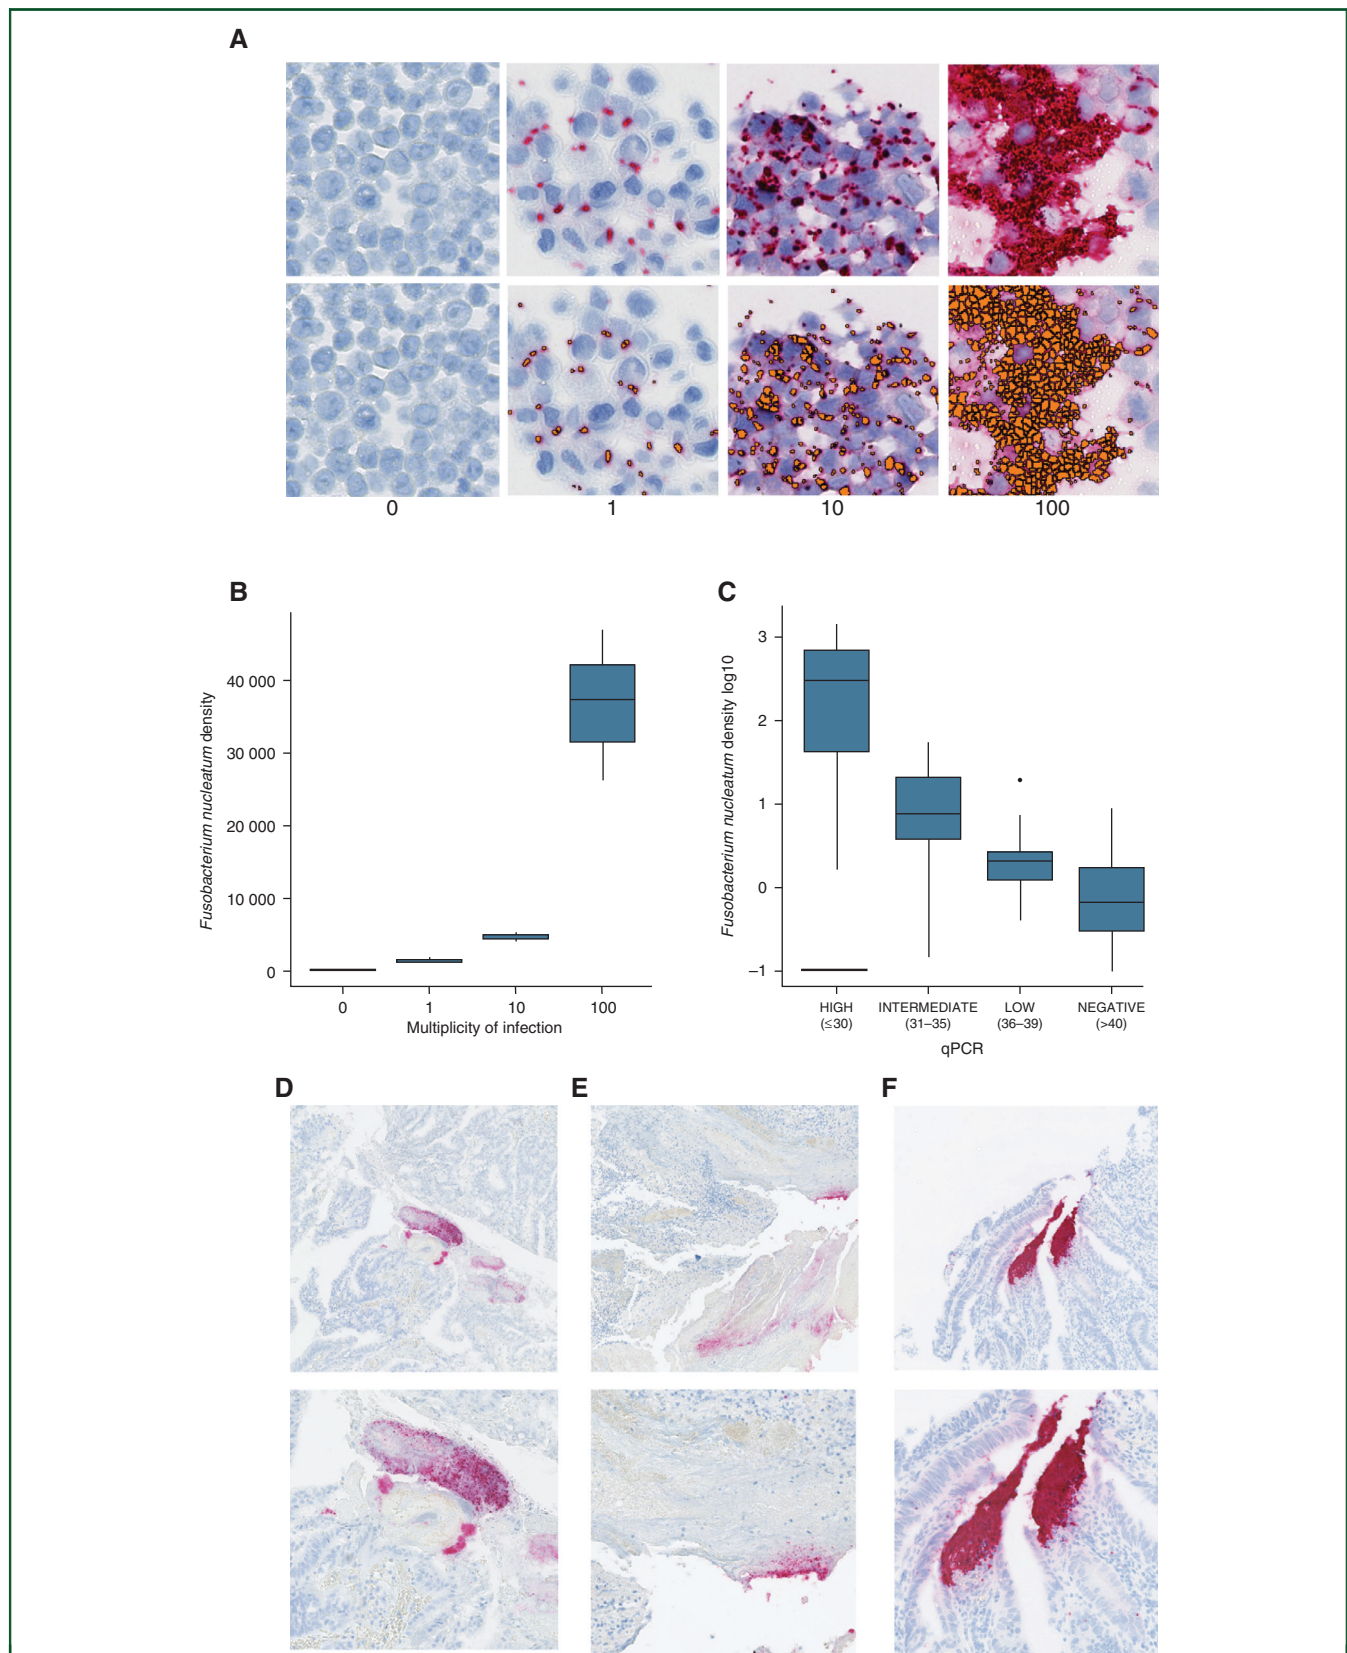 A
0 1 10 100
B
Fusobacterium nucleatum density
40 000
30 000
20 000
10 000
0
0 1 10 100
Multiplicity of infection
C
Fusobacterium nucleatum density log10
3
2
1
0
–1
HIGH INTERMEDIATE LOW NEGATIVE
(≤30) (31–35) (36–39) (>40)
qPCR
D E F